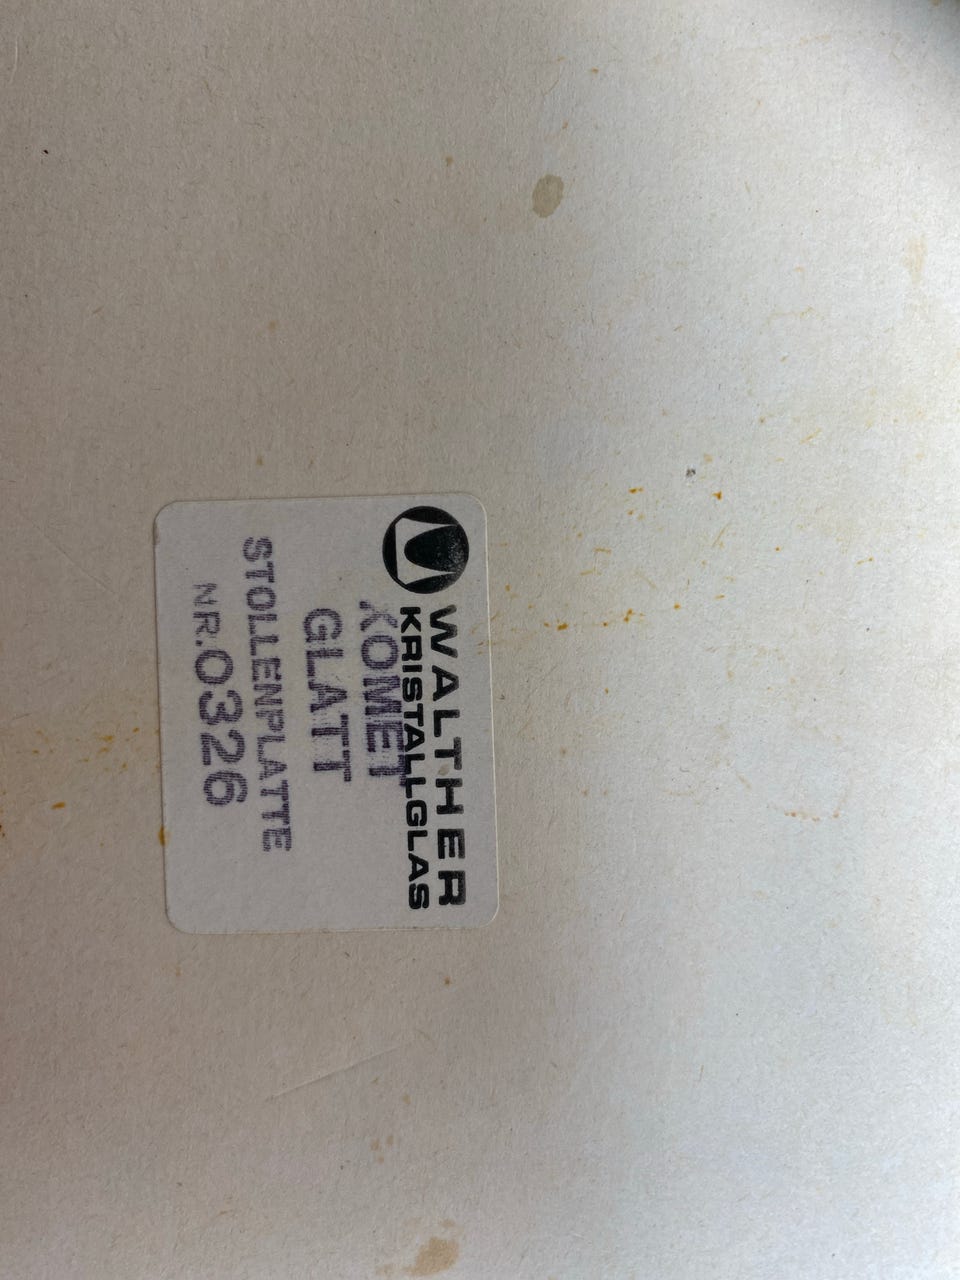 WALTHER
KRISTALLGLAS
KOMET
GLATT
STOLLENPLATTE
NR.0326